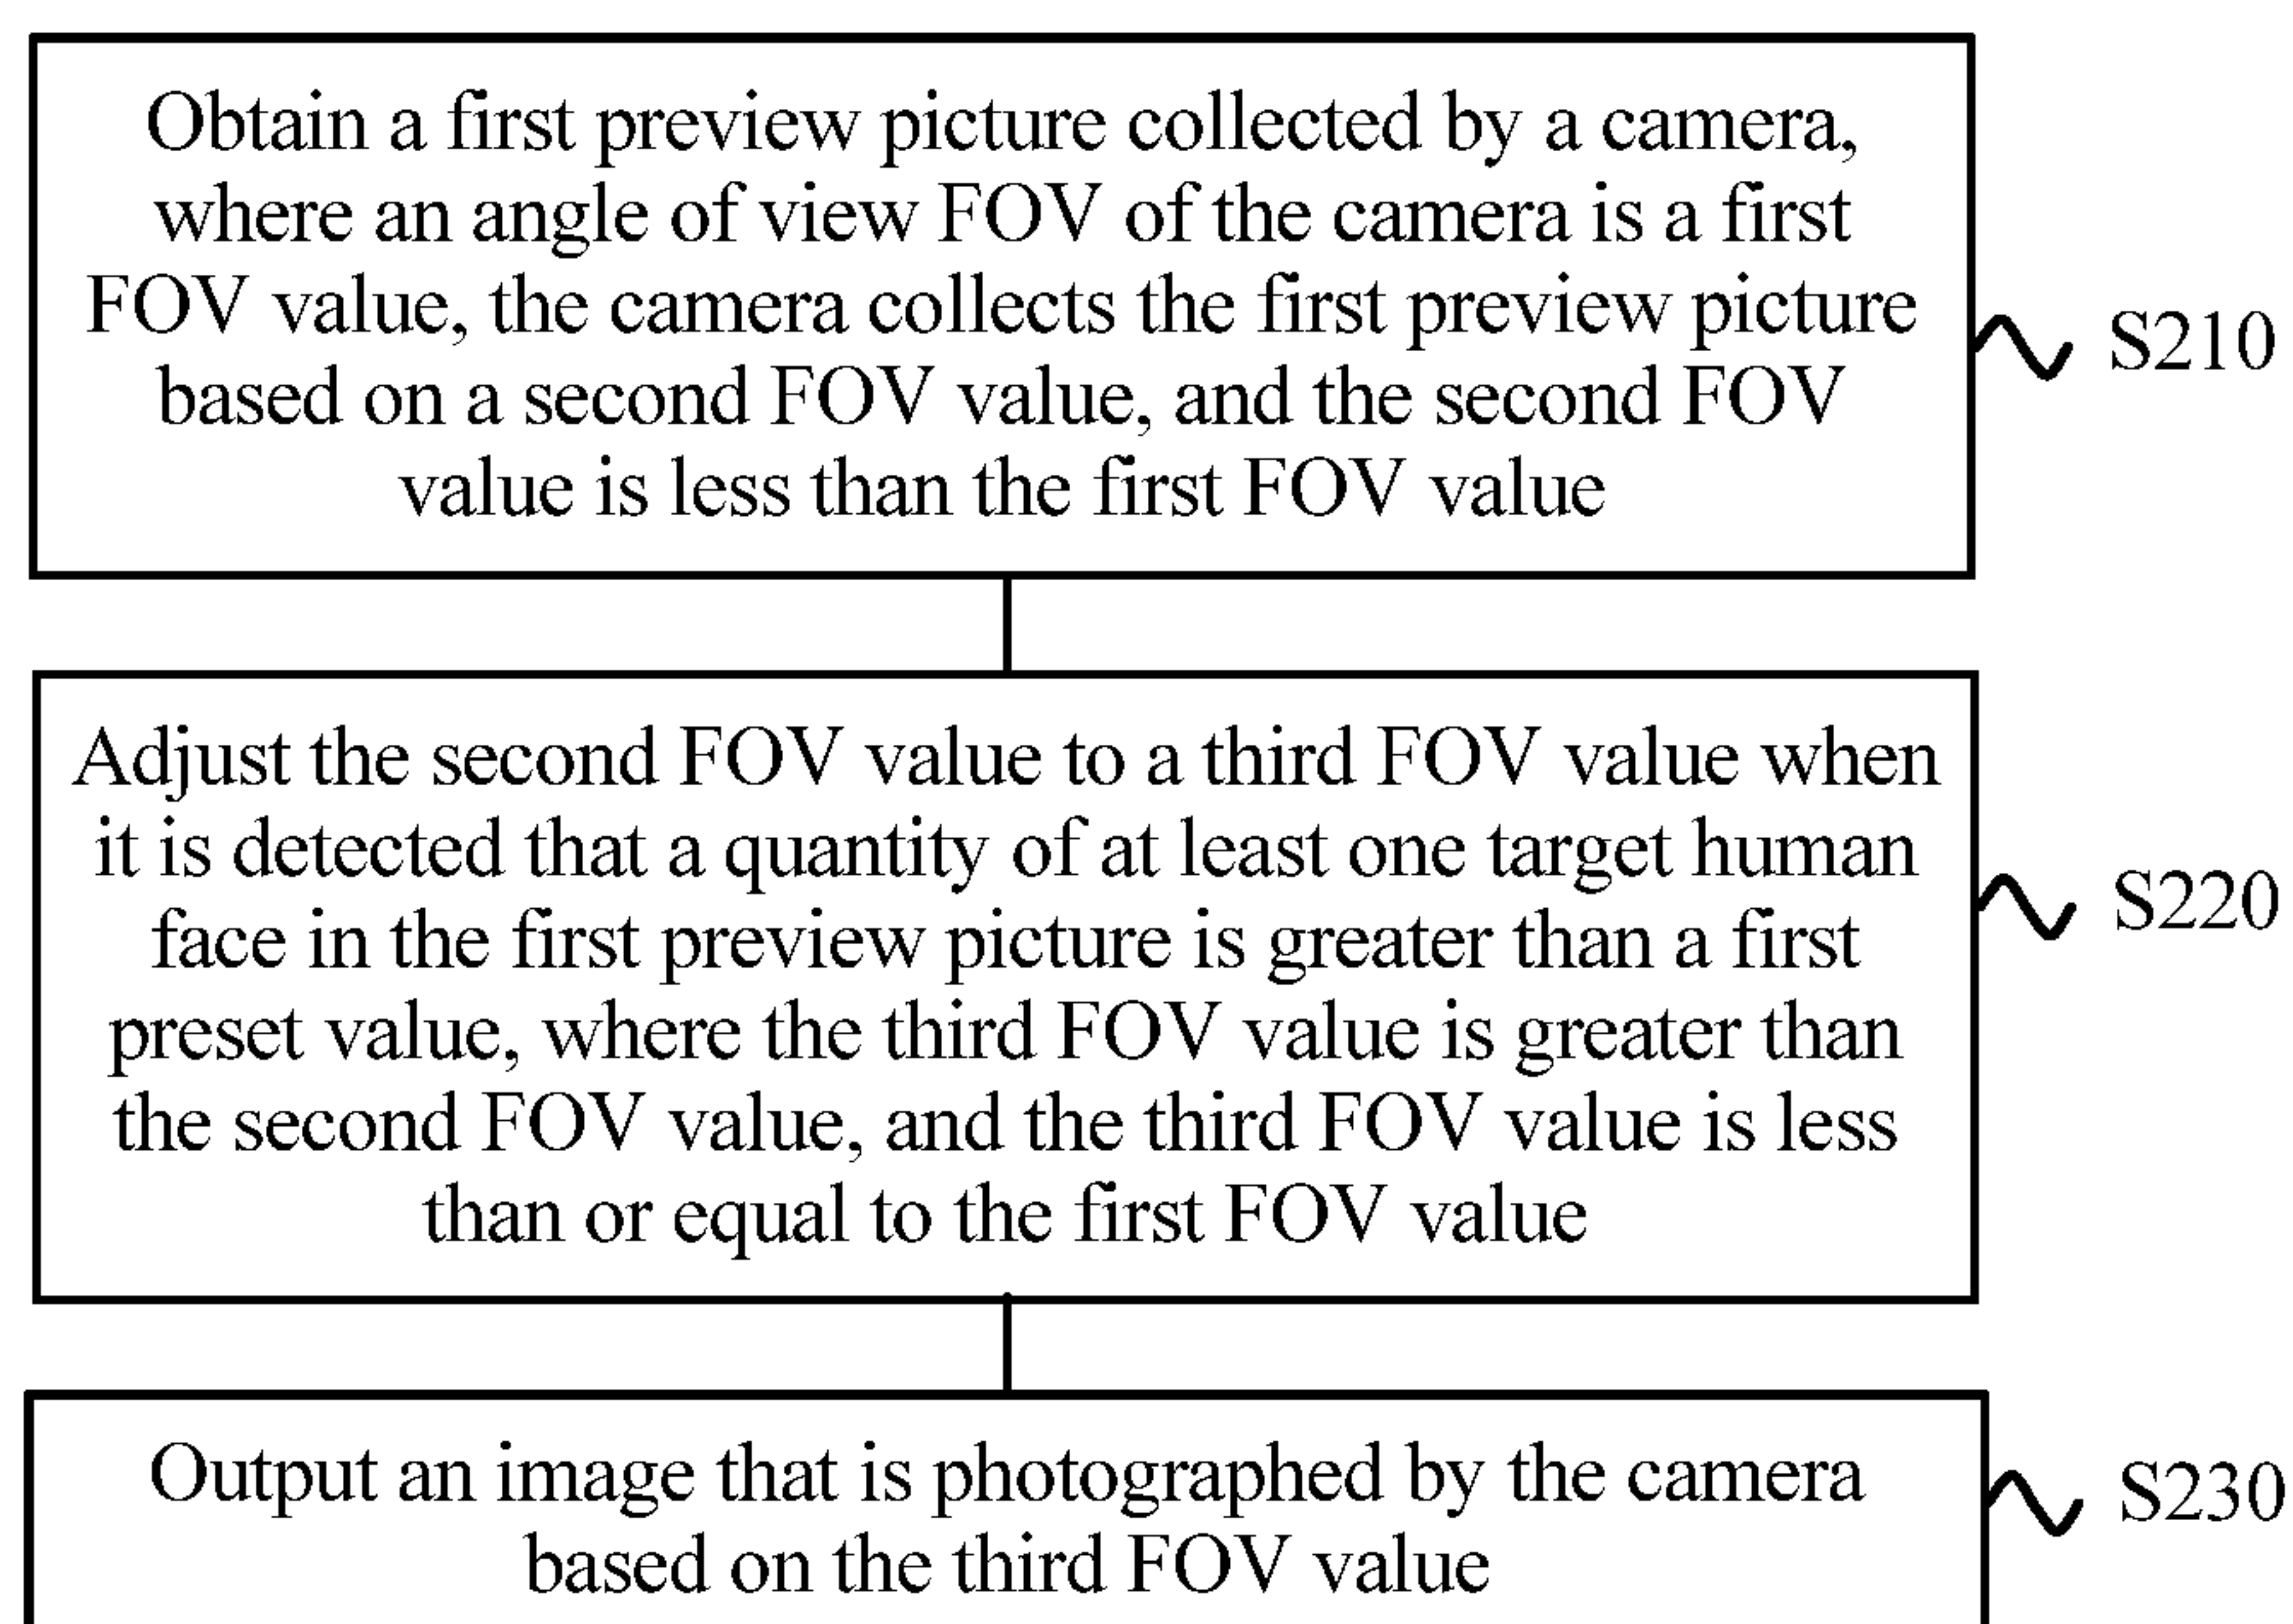 Obtain a first preview picture collected by a camera,
where an angle of view FOV of the camera is a first
FOV value, the camera collects the first preview picture
based on a second FOV value, and the second FOV
value is less than the first FOV value
S210
Adjust the second FOV value to a third FOV value when
it is detected that a quantity of at least one target human
face in the first preview picture is greater than a first
preset value, where the third FOV value is greater than
the second FOV value, and the third FOV value is less
than or equal to the first FOV value
S220
Output an image that is photographed by the camera
based on the third FOV value
S230